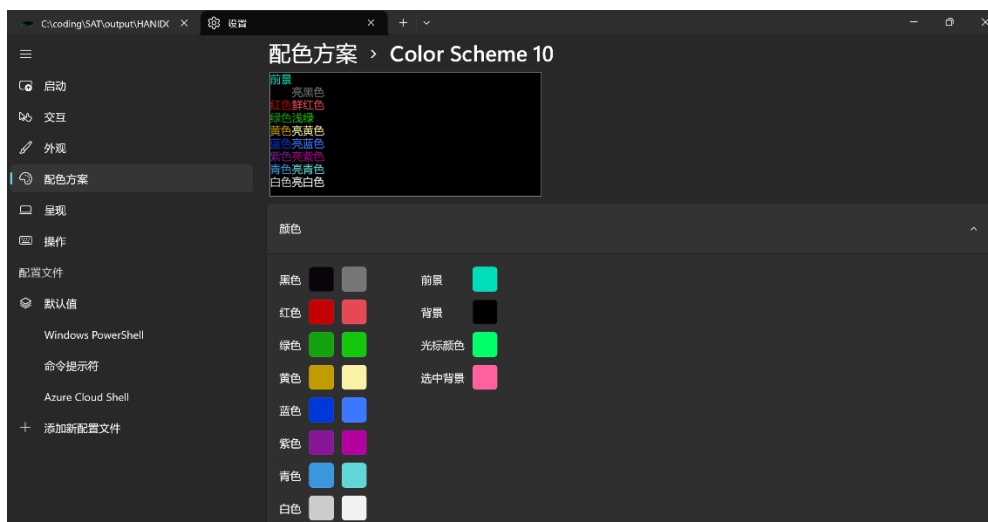 C:\coding\SAT\output\HANIDX
设置
配色方案 › Color Scheme 10
启动
交互
外观
配色方案
呈现
操作
配置文件
默认值
Windows PowerShell
命令提示符
Azure Cloud Shell
添加新配置文件
前景
亮黑色
红色鲜红色
绿色浅绿
黄色亮黄色
蓝色亮蓝色
紫色亮紫色
青色亮青色
白色亮白色
颜色
黑色
红色
绿色
黄色
蓝色
紫色
青色
白色
前景
背景
光标颜色
选中背景